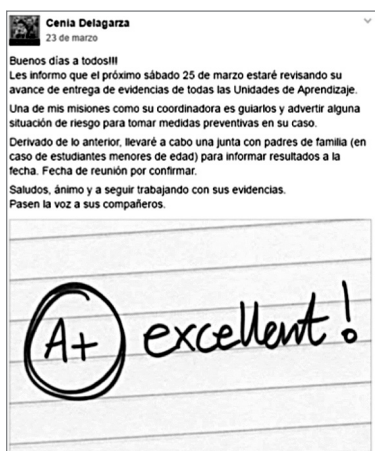 Cenia Delagarza
23 de marzo
Buenos días a todos!!!
Les informo que el próximo sábado 25 de marzo estaré revisando su
avance de entrega de evidencias de todas las Unidades de Aprendizaje.
Una de mis misiones como su coordinadora es guiarlos y advertir alguna
situación de riesgo para tomar medidas preventivas en su caso.
Derivado de lo anterior, llevaré a cabo una junta con padres de familia (en
caso de estudiantes menores de edad) para informar resultados a la
fecha. Fecha de reunión por confirmar.
Saludos, ánimo y a seguir trabajando con sus evidencias.
Pasen la voz a sus compañeros.
A+ excellent!